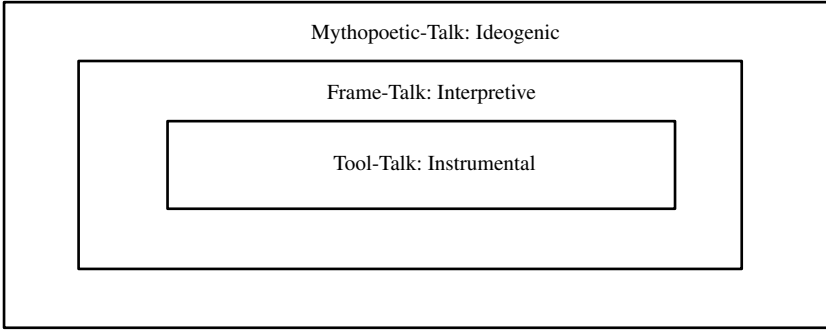 Mythopoetic-Talk: Ideogenic
Frame-Talk: Interpretive
Tool-Talk: Instrumental